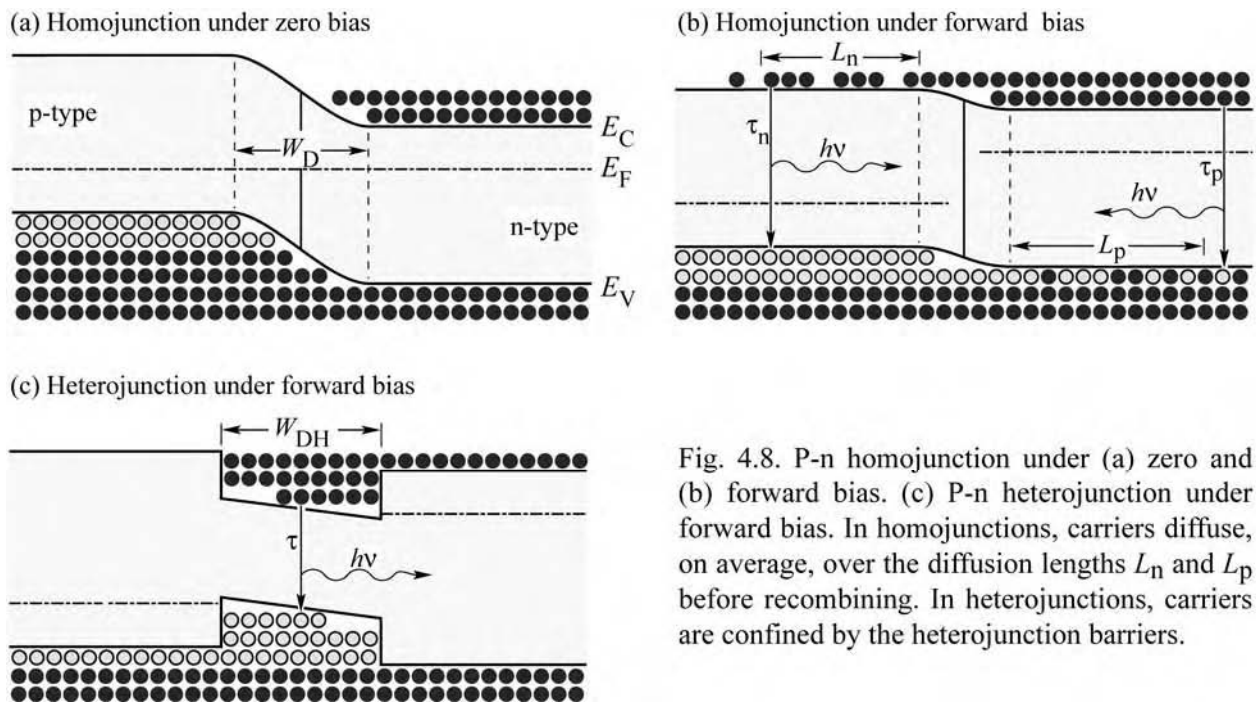 (a) Homojunction under zero bias
p-type
W_D
E_C
E_F
n-type
E_V
(b) Homojunction under forward bias
L_n
τ_n
hν
τ_p
hν
L_p
(c) Heterojunction under forward bias
W_DH
τ
hν
Fig. 4.8. P-n homojunction under (a) zero and
(b) forward bias. (c) P-n heterojunction under
forward bias. In homojunctions, carriers diffuse,
on average, over the diffusion lengths L_n and L_p
before recombining. In heterojunctions, carriers
are confined by the heterojunction barriers.